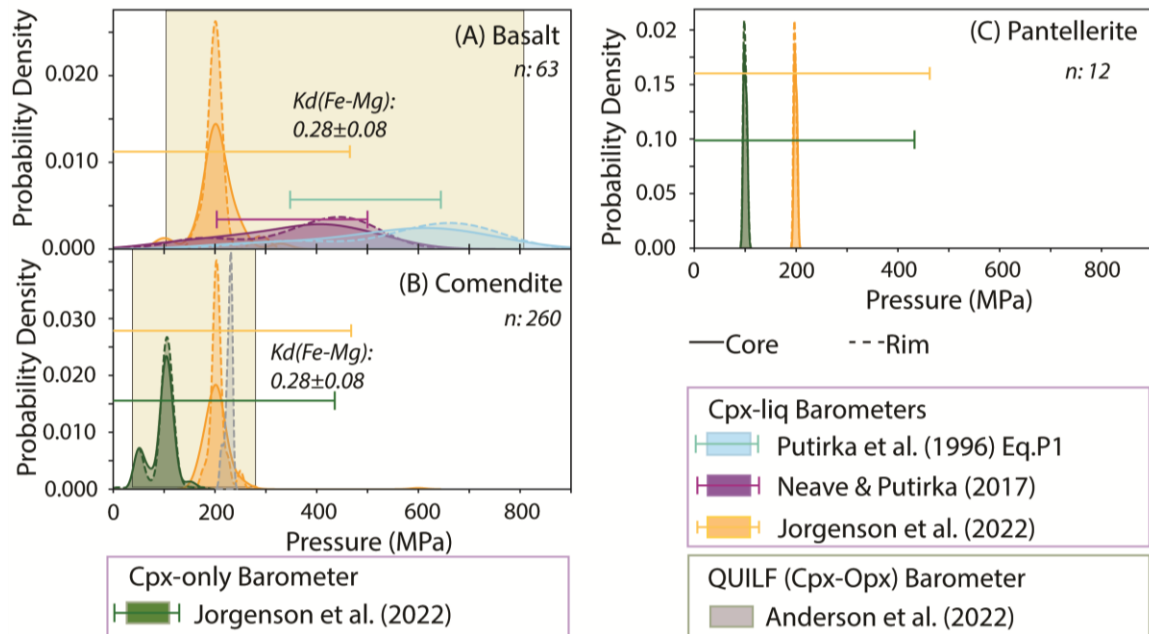 (A) Basalt
n: 63
Kd(Fe-Mg):
0.28±0.08
Probability Density
0.020
0.010
0.000
(B) Comendite
n: 260
Kd(Fe-Mg):
0.28±0.08
Probability Density
0.030
0.020
0.010
0.000
0 200 400 600 800
Pressure (MPa)
Cpx-only Barometer
Jorgenson et al. (2022)
(C) Pantellerite
n: 12
Probability Density
0.02
0.15
0.10
0.05
0.00
0 200 400 600 800
Pressure (MPa)
Core Rim
Cpx-liq Barometers
Putirka et al. (1996) Eq.P1
Neave & Putirka (2017)
Jorgenson et al. (2022)
QUILF (Cpx-Opx) Barometer
Anderson et al. (2022)